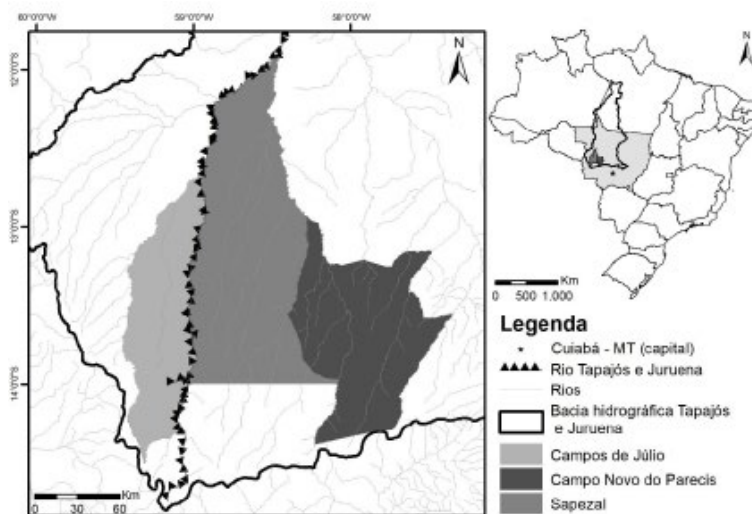 60°0'0"W 59°0'0"W 58°0'0"W
N
12°0'0"S
13°0'0"S
14°0'0"S
Km
0 15 30 60
N
Km
0 500 1.000
Legenda
Cuiabá - MT (capital)
Rio Tapajós e Juruena
Rios
Bacia hidrográfica Tapajós
e Juruena
Campos de Júlio
Campo Novo do Parecis
Sapezal